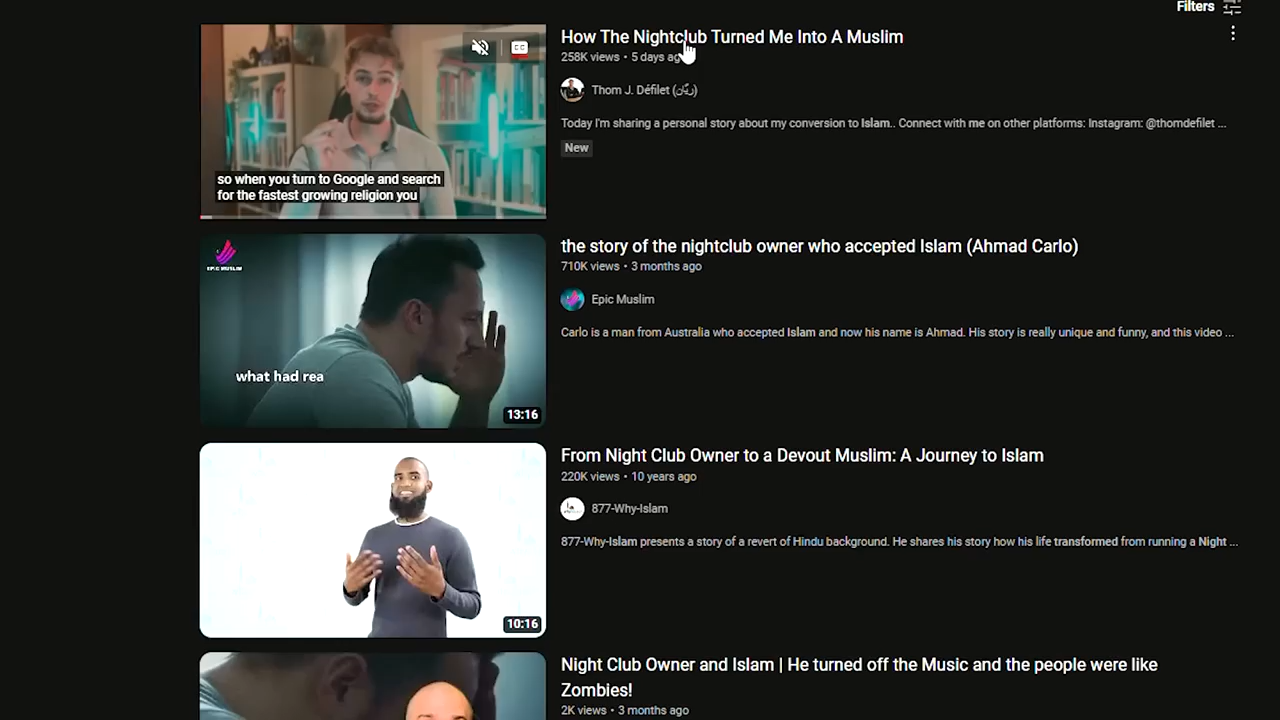 Filters
How The Nightclub Turned Me Into A Muslim
258K views • 5 days ago
CC
Thom J. Défilet (ريّان)
Today I'm sharing a personal story about my conversion to Islam.. Connect with me on other platforms: Instagram: @thomdefilet ...
New
so when you turn to Google and search
for the fastest growing religion you
the story of the nightclub owner who accepted Islam (Ahmad Carlo)
710K views • 3 months ago
EPIC MUSLIM
Epic Muslim
Carlo is a man from Australia who accepted Islam and now his name is Ahmad. His story is really unique and funny, and this video ...
what had rea
13:16
From Night Club Owner to a Devout Muslim: A Journey to Islam
220K views • 10 years ago
877-Why-Islam
877-Why-Islam presents a story of a revert of Hindu background. He shares his story how his life transformed from running a Night ...
10:16
Night Club Owner and Islam | He turned off the Music and the people were like
Zombies!
2K views • 3 months ago